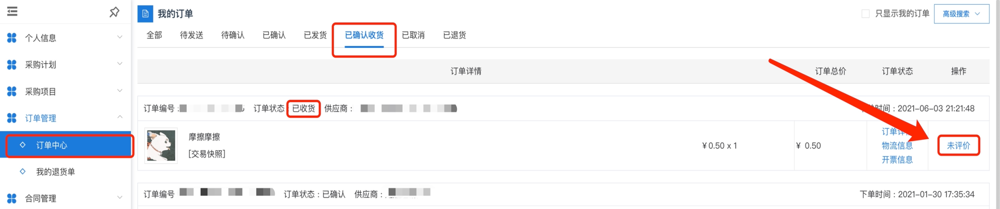 我的订单
只显示我的订单
高级搜索
全部 待发送 待确认 已确认 已发货 已确认收货 已取消 已退货
个人信息
采购计划
采购项目
订单管理
订单中心
我的退货单
合同管理
订单详情 订单总价 订单状态 操作
订单编号: 订单状态: 已收货 供应商: 时间:2021-06-03 21:21:48
摩擦摩擦
[交易快照]
¥0.50 x 1
¥ 0.50
订单详
物流信息
开票信息
未评价
订单编号 订单状态:已确认 供应商: 下单时间:2021-01-30 17:35:34